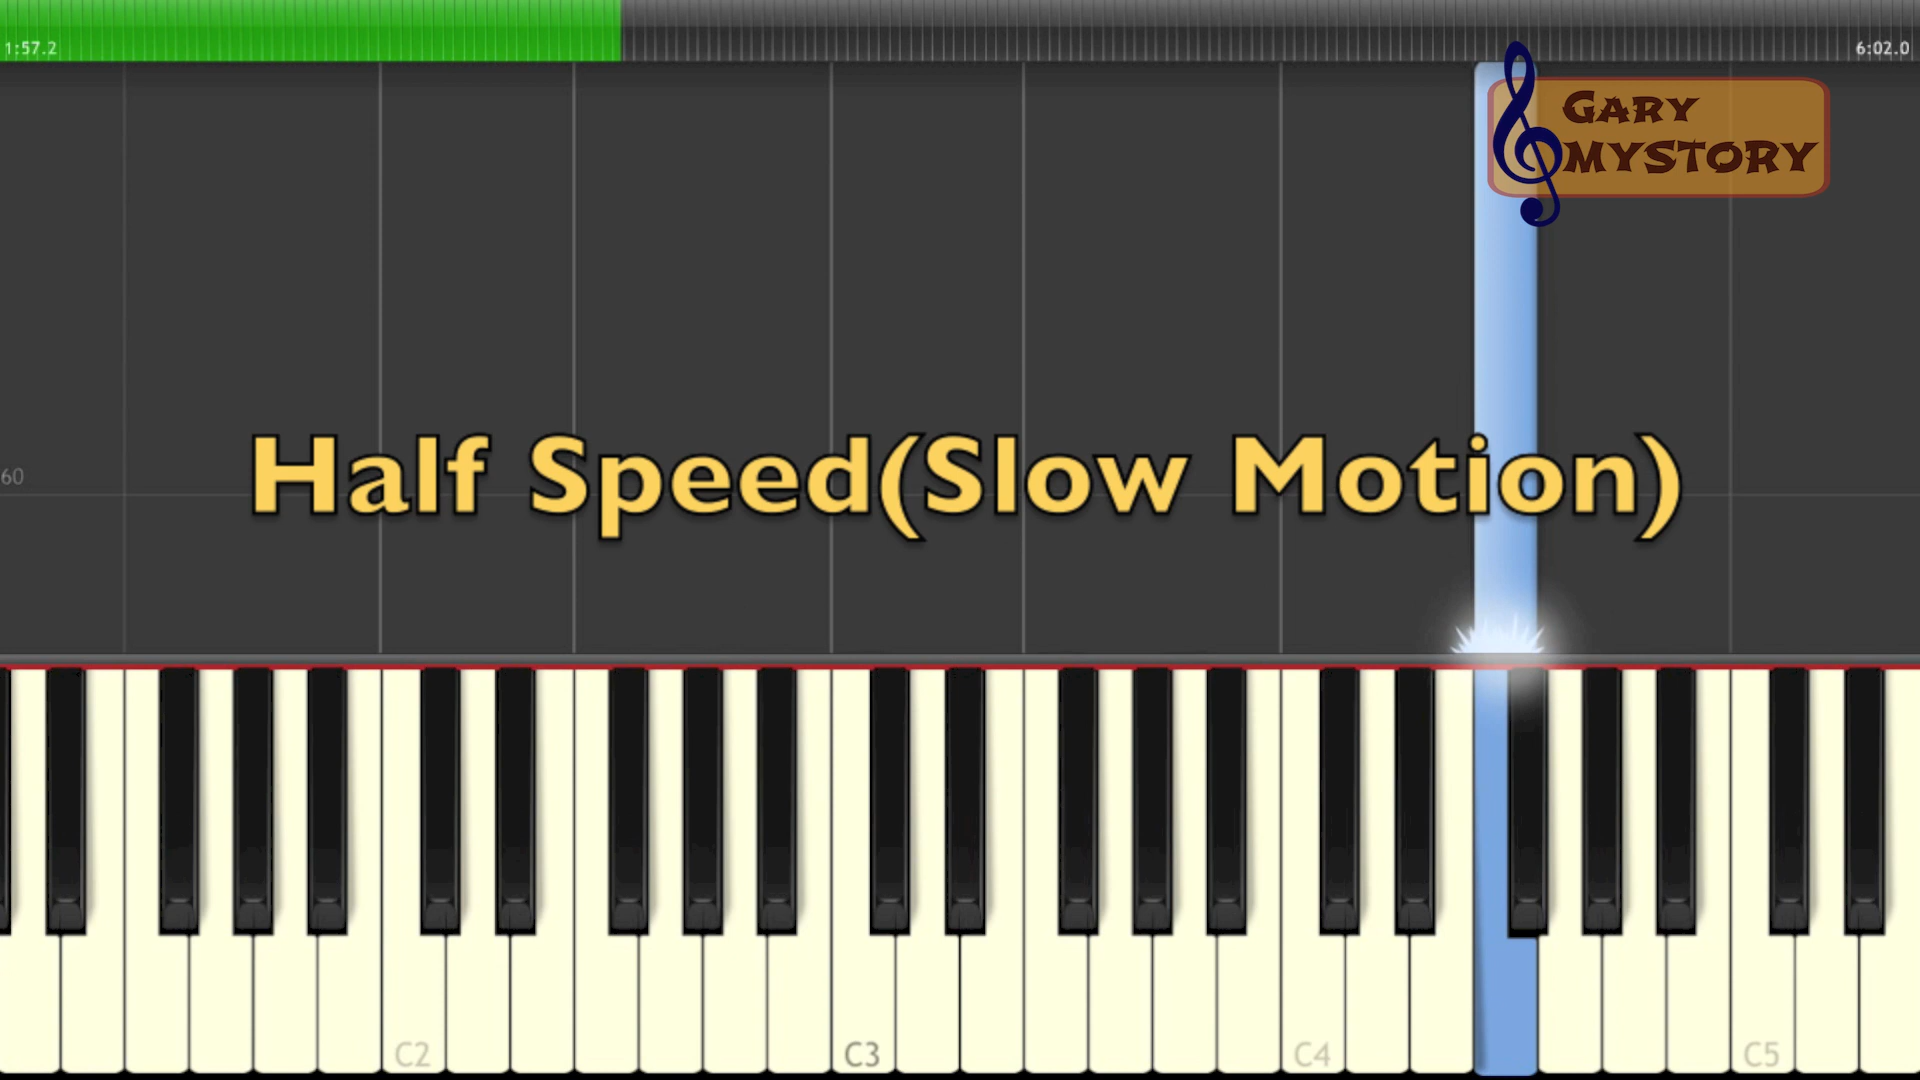 1:57.2
6:02.0
GARY
MYSTORY
60
Half Speed(Slow Motion)
C2
C3
C4
C5